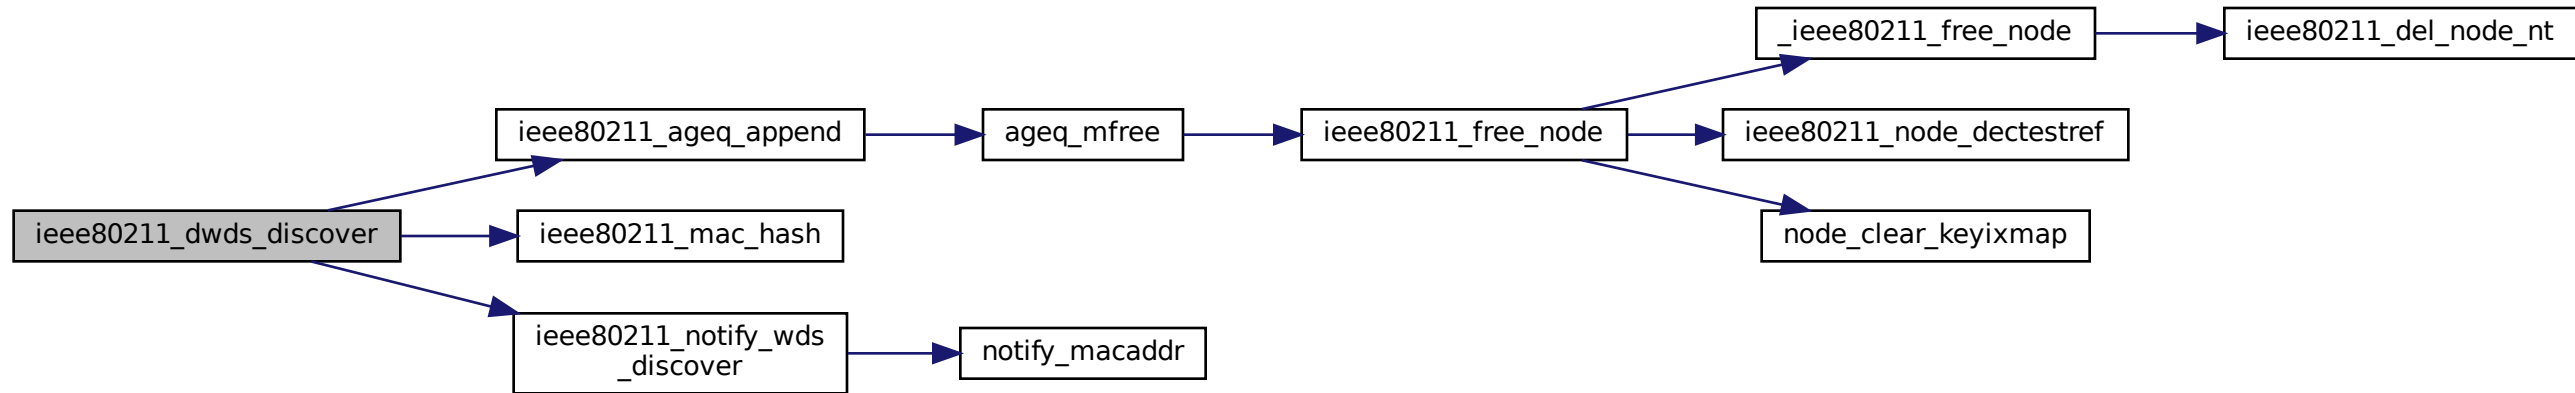 _ieee80211_free_node
ieee80211_del_node_nt
ieee80211_ageq_append
ageq_mfree
ieee80211_free_node
ieee80211_node_dectestref
ieee80211_dwds_discover
ieee80211_mac_hash
node_clear_keyixmap
ieee80211_notify_wds
_discover
notify_macaddr